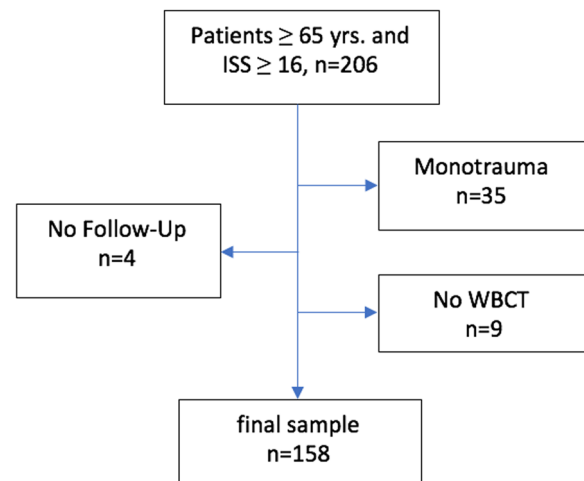 Patients ≥ 65 yrs. and
ISS ≥ 16, n=206
Monotrauma
n=35
No Follow-Up
n=4
No WBCT
n=9
final sample
n=158